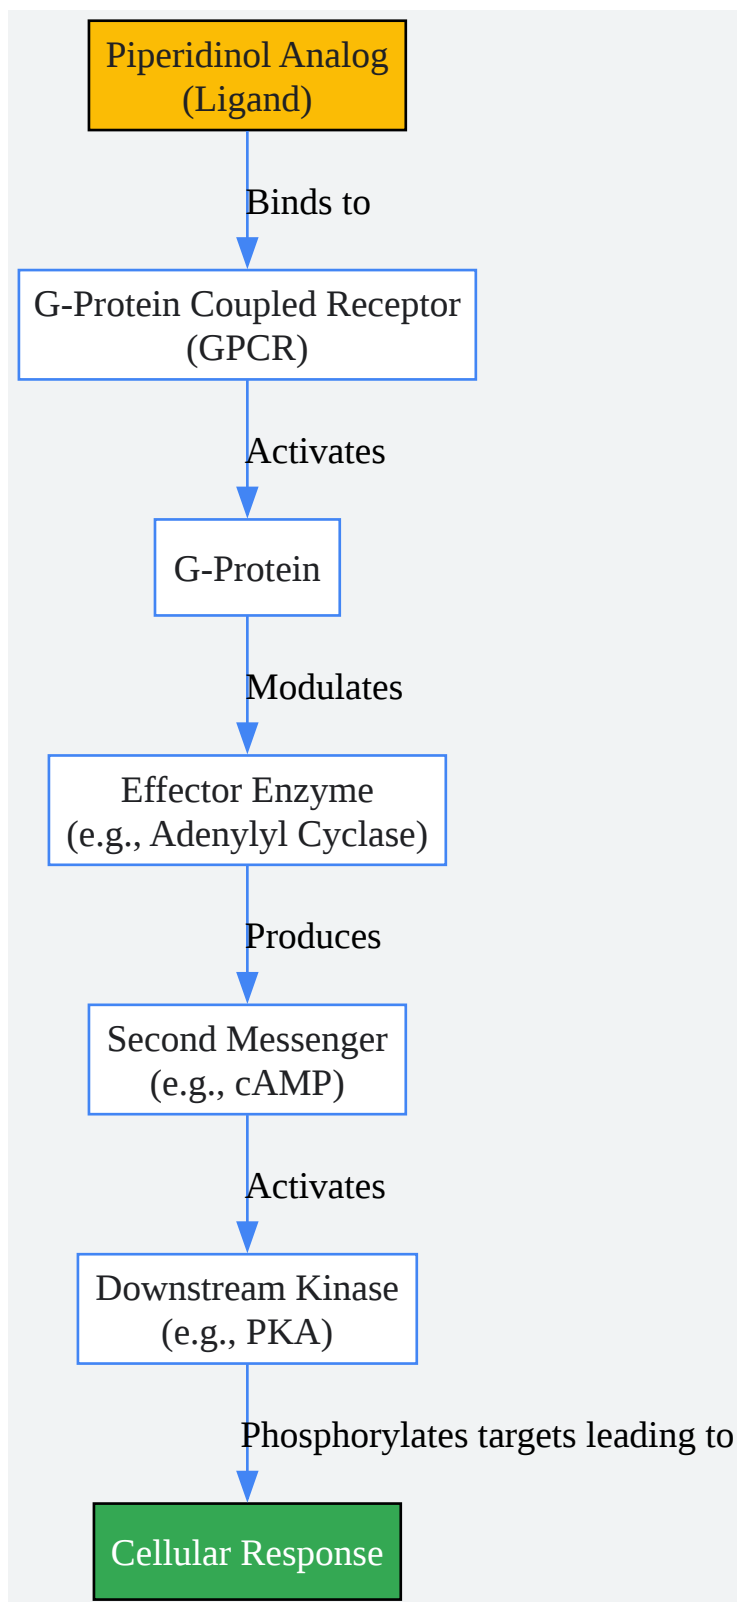 Piperidinol Analog
(Ligand)
Binds to
G-Protein Coupled Receptor
(GPCR)
Activates
G-Protein
Modulates
Effector Enzyme
(e.g., Adenylyl Cyclase)
Produces
Second Messenger
(e.g., cAMP)
Activates
Downstream Kinase
(e.g., PKA)
Phosphorylates targets leading to
Cellular Response